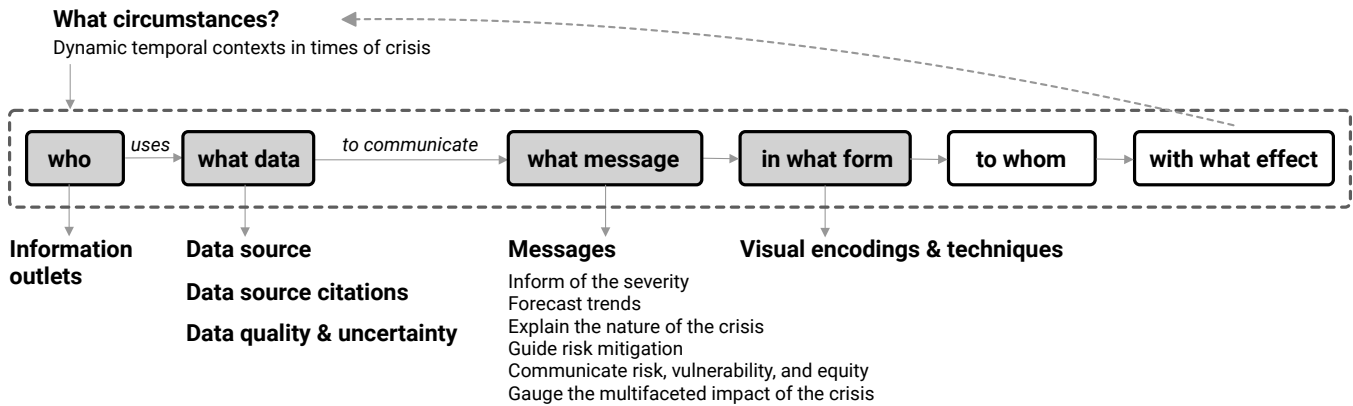 What circumstances?
Dynamic temporal contexts in times of crisis
who
uses
what data
to communicate
what message
in what form
to whom
with what effect
Information
outlets
Data source
Data source citations
Data quality & uncertainty
Messages
Inform of the severity
Forecast trends
Explain the nature of the crisis
Guide risk mitigation
Communicate risk, vulnerability, and equity
Gauge the multifaceted impact of the crisis
Visual encodings & techniques